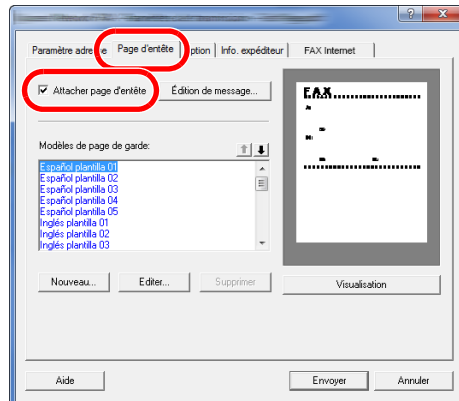 Paramètre adre e Page d'entête ption Info. expéditeur FAX Internet
Attacher page d'entête Édition de message...
FAX
Modèles de page de garde:
Español plantilla 01
Español plantilla 02
Español plantilla 03
Español plantilla 04
Español plantilla 05
Inglés plantilla 01
Inglés plantilla 02
Inglés plantilla 03
Nouveau... Editer... Supprimer Visualisation
Aide Envoyer Annuler